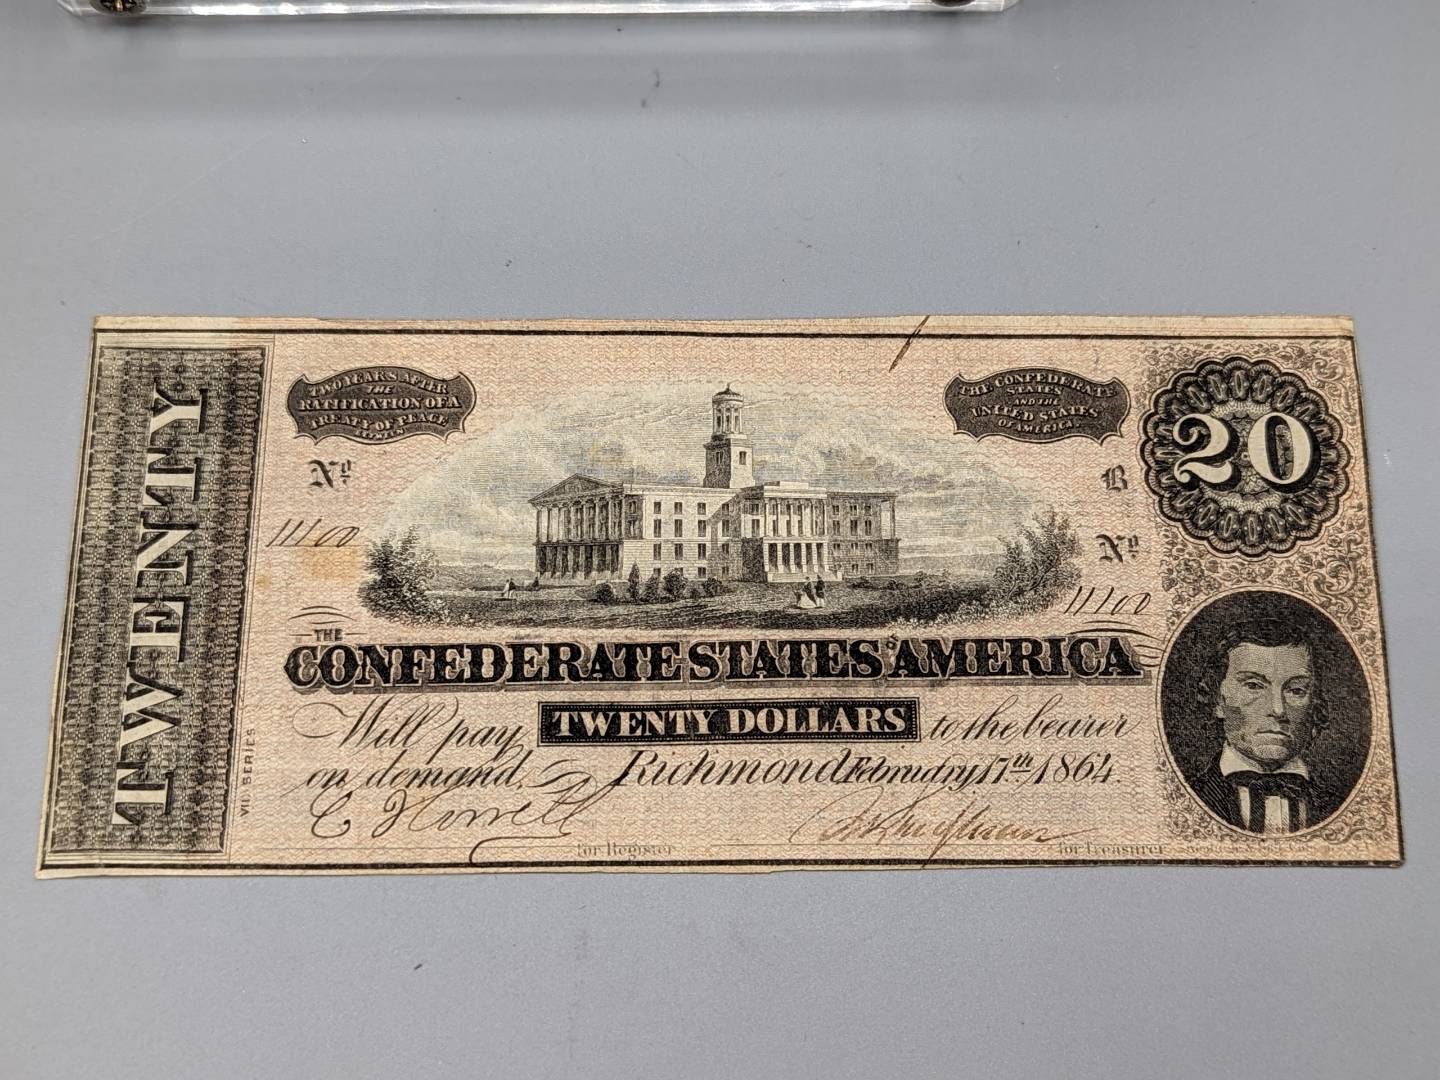 TWENTY
VII SERIES
TWO YEARS AFTER
THE
RATIFICATION OF A
TREATY OF PEACE
BETWEEN
THE CONFEDERATE
STATES
AND THE
UNITED STATES
OF AMERICA.
20
No
11100
B
No
11100
THE
CONFEDERATE STATES OF AMERICA
Will pay TWENTY DOLLARS to the bearer
on demand. Richmond February 17th 1864
for Register
for Treasurer